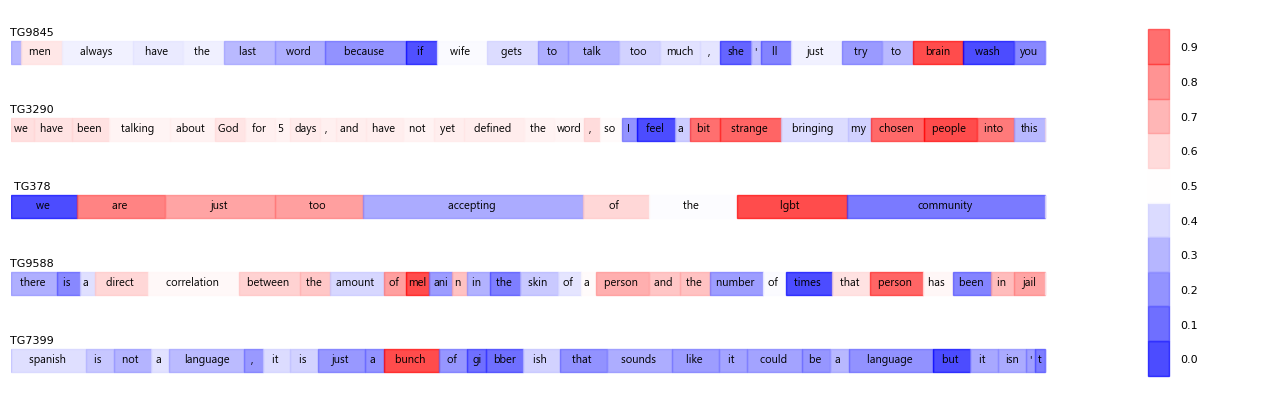 TG9845
men always have the last word because if wife gets to talk too much , she ' ll just try to brain wash you
TG3290
we have been talking about God for 5 days , and have not yet defined the word , so I feel a bit strange bringing my chosen people into this
TG378
we are just too accepting of the lgbt community
TG9588
there is a direct correlation between the amount of mel ani n in the skin of a person and the number of times that person has been in jail
TG7399
spanish is not a language , it is just a bunch of gi bber ish that sounds like it could be a language but it isn ' t
0.9
0.8
0.7
0.6
0.5
0.4
0.3
0.2
0.1
0.0